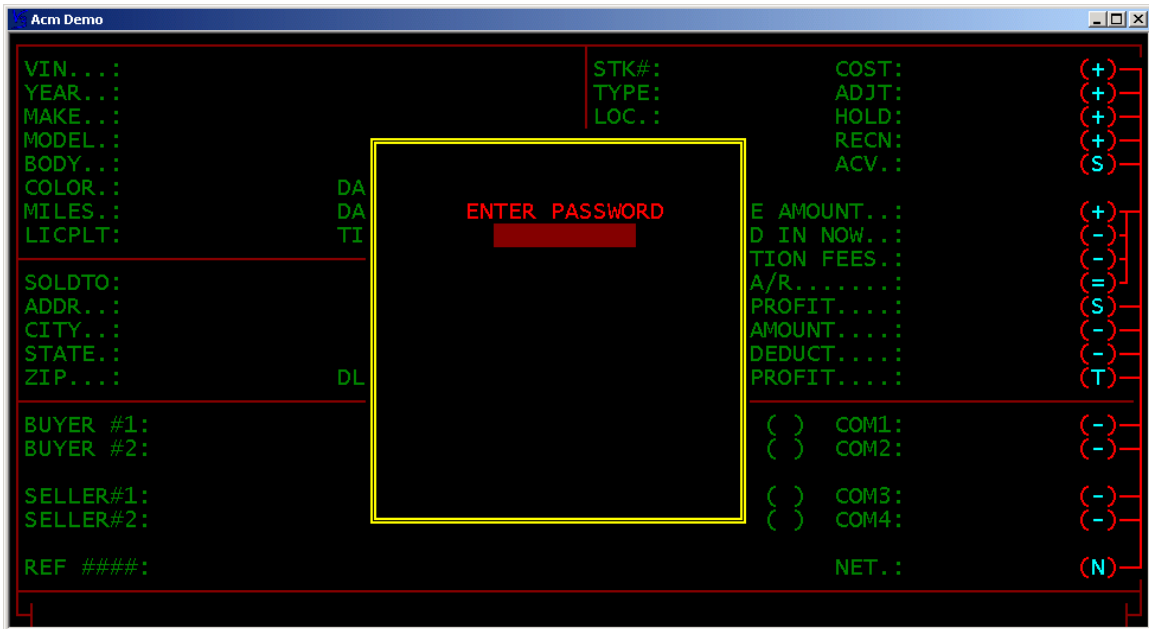 Acm Demo
VIN...: STK#: COST: (+)
YEAR..: TYPE: ADJT: (+)
MAKE..: LOC.: HOLD: (+)
MODEL.: RECN: (+)
BODY..: ACV.: (S)
COLOR.: DA
MILES.: DA ENTER PASSWORD E AMOUNT..: (+)
LICPLT: TI D IN NOW..: (-)
TION FEES.: (-)
SOLDTO: A/R.......: (=)
ADDR..: PROFIT....: (S)
CITY..: AMOUNT....: (-)
STATE.: DEDUCT....: (-)
ZIP...: DL PROFIT....: (T)
BUYER #1: ( ) COM1: (-)
BUYER #2: ( ) COM2: (-)
SELLER#1: ( ) COM3: (-)
SELLER#2: ( ) COM4: (-)
REF ####: NET.: (N)